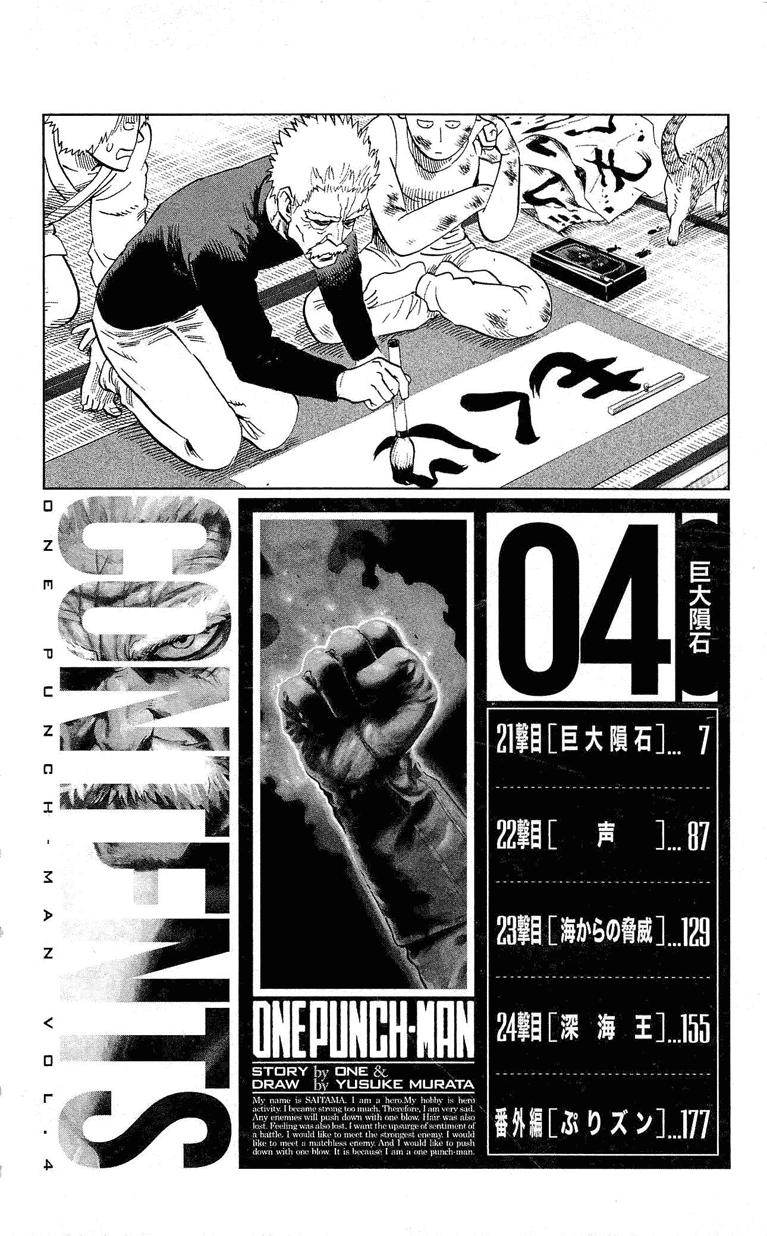 CONTENTS
ONE PUNCH-MAN VOL.4
04
巨大隕石
21撃目[巨大隕石]...7
22撃目[声]...87
23撃目[海からの脅威]...129
24撃目[深海王]...155
番外編[ぷりズン]...177
ONEPUNCH-MAN
STORY by ONE &
DRAW by YUSUKE MURATA
My name is SAITAMA. I am a hero.My hobby is hero
activity. I became strong too much. Therefore, I am very sad.
Any enemies will push down with one blow. Hair was also
lost. Feeling was also lost. I want the upsurge of sentiment of
a battle. I would like to meet the strongest enemy. I would
like to meet a matchless enemy. And I would like to push
down with one blow. It is because I am a one punch-man.